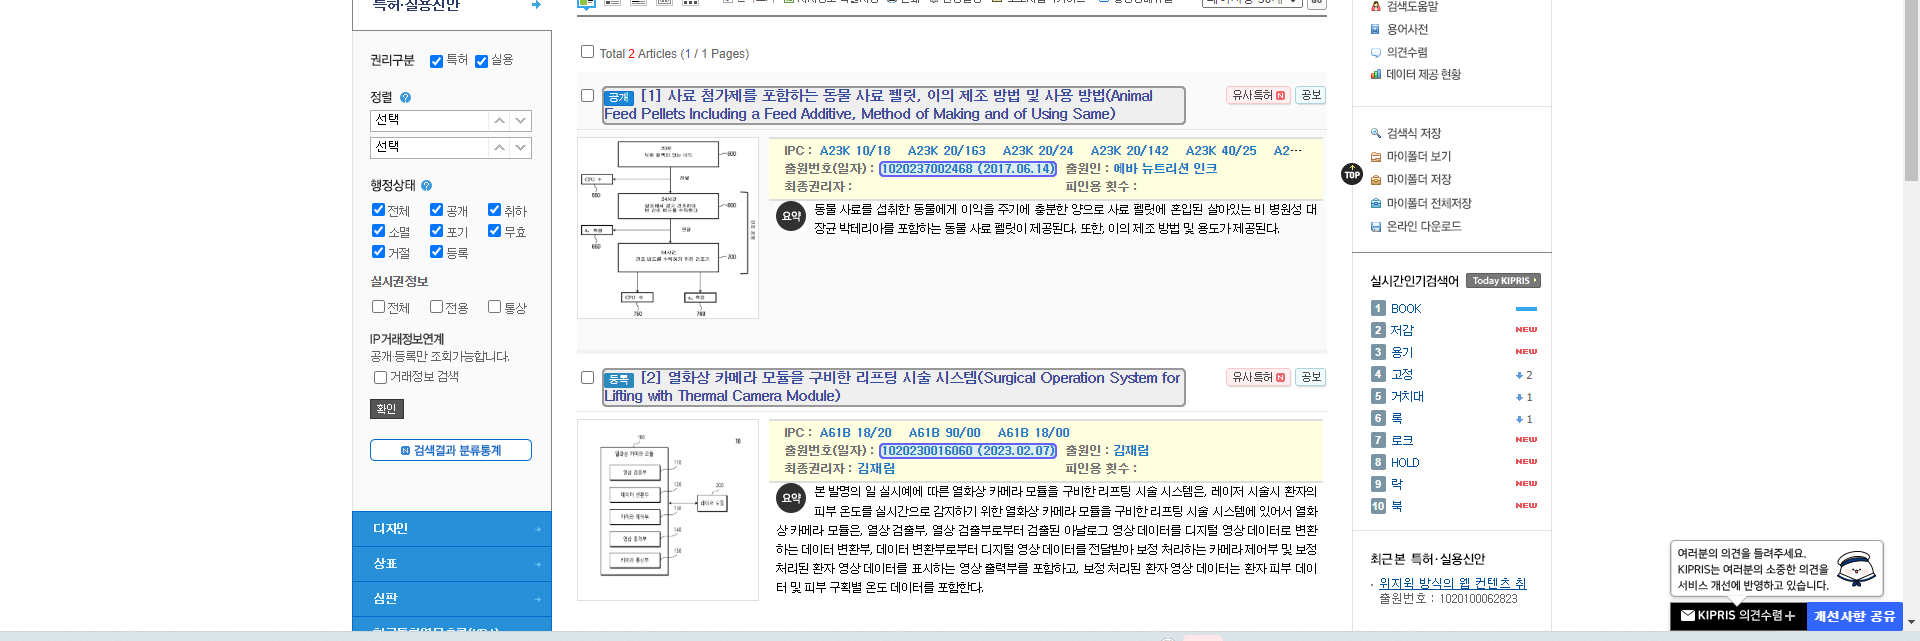 특허·실용신안
권리구분 특허 실용
정렬
선택
선택
행정상태
전체 공개 취하
소멸 포기 무효
거절 등록
실시권정보
전체 전용 통상
IP거래정보연계
공개·등록만 조회가능합니다.
거래정보 검색
확인
검색결과 분류통계
디자인
상표
심판
Total 2 Articles (1 / 1 Pages)
공개 [1] 사료 첨가제를 포함하는 동물 사료 펠릿, 이의 제조 방법 및 사용 방법(Animal
Feed Pellets Including a Feed Additive, Method of Making and of Using Same)
유사특허 N 공보
IPC : A23K 10/18 A23K 20/163 A23K 20/24 A23K 20/142 A23K 40/25 A2···
출원번호(일자) : 1020237002468 (2017.06.14) 출원인 : 에바 뉴트리션 인크
최종권리자 : 피인용 횟수 :
요약
동물 사료를 섭취한 동물에게 이익을 주기에 충분한 양으로 사료 펠릿에 혼입된 살아있는 비 병원성 대
장균 박테리아를 포함하는 동물 사료 펠릿이 제공된다. 또한, 이의 제조 방법 및 용도가 제공된다.
등록 [2] 열화상 카메라 모듈을 구비한 리프팅 시술 시스템(Surgical Operation System for
Lifting with Thermal Camera Module)
유사특허 N 공보
IPC : A61B 18/20 A61B 90/00 A61B 18/00
출원번호(일자) : 1020230016060 (2023.02.07) 출원인 : 김재림
최종권리자 : 김재림 피인용 횟수 :
요약
본 발명의 일 실시예에 따른 열화상 카메라 모듈을 구비한 리프팅 시술 시스템은, 레이저 시술시 환자의
피부 온도를 실시간으로 감지하기 위한 열화상 카메라 모듈을 구비한 리프팅 시술 시스템에 있어서 열화
상 카메라 모듈은, 열상 검출부, 열상 검출부로부터 검출된 아날로그 영상 데이터를 디지털 영상 데이터로 변환
하는 데이터 변환부, 데이터 변환부로부터 디지털 영상 데이터를 전달받아 보정 처리하는 카메라 제어부 및 보정
처리된 환자 영상 데이터를 표시하는 영상 출력부를 포함하고, 보정 처리된 환자 영상 데이터는 환자 피부 데이
터 및 피부 구획별 온도 데이터를 포함한다.
TOP
검색도움말
용어사전
의견수렴
데이터 제공 현황
검색식 저장
마이폴더 보기
마이폴더 저장
마이폴더 전체저장
온라인 다운로드
실시간인기검색어 Today KIPRIS
1 BOOK
2 저감 NEW
3 용기 NEW
4 고정 2
5 거치대 1
6 록 1
7 로크 NEW
8 HOLD NEW
9 락 NEW
10 북 NEW
최근본 특허·실용신안
· 위지윅 방식의 웹 컨텐츠 취
출원번호 : 1020100062823
여러분의 의견을 들려주세요.
KIPRIS는 여러분의 소중한 의견을
서비스 개선에 반영하고 있습니다.
KIPRIS 의견수렴+ 개선사항 공유